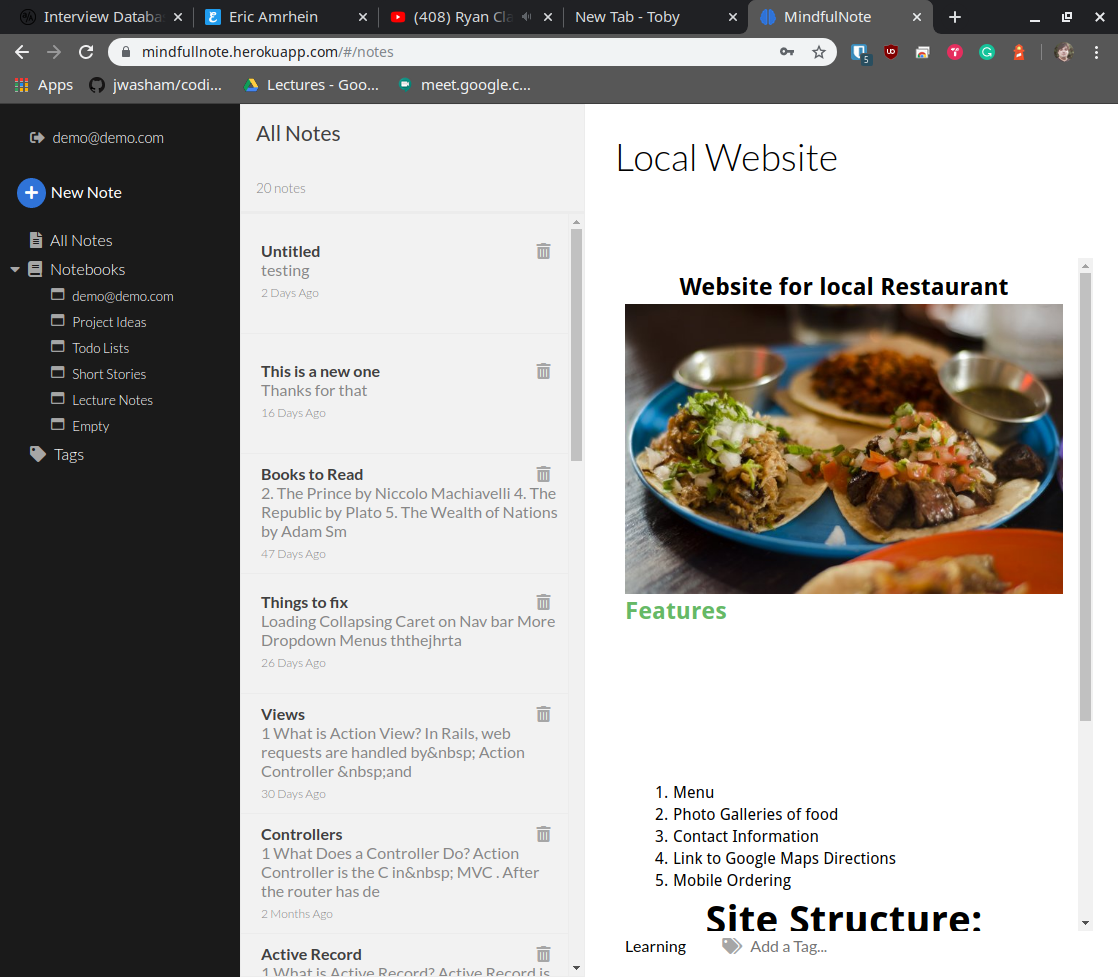 Interview Databa
Eric Amrhein
(408) Ryan Cla
New Tab - Toby
MindfulNote
mindfullnote.herokuapp.com/#/notes
5
Apps
jwasham/codi...
Lectures - Goo...
meet.google.c...
demo@demo.com
New Note
All Notes
Notebooks
demo@demo.com
Project Ideas
Todo Lists
Short Stories
Lecture Notes
Empty
Tags
All Notes
20 notes
Untitled
testing
2 Days Ago
This is a new one
Thanks for that
16 Days Ago
Books to Read
2. The Prince by Niccolo Machiavelli 4. The
Republic by Plato 5. The Wealth of Nations
by Adam Sm
47 Days Ago
Things to fix
Loading Collapsing Caret on Nav bar More
Dropdown Menus ththejhrta
26 Days Ago
Views
1 What is Action View? In Rails, web
requests are handled by&nbsp; Action
Controller &nbsp;and
30 Days Ago
Controllers
1 What Does a Controller Do? Action
Controller is the C in&nbsp; MVC . After
the router has de
2 Months Ago
Active Record
1 What is Active Record? Active Record is
Local Website
Website for local Restaurant
Features
1. Menu
2. Photo Galleries of food
3. Contact Information
4. Link to Google Maps Directions
5. Mobile Ordering
Site Structure:
Learning
Add a Tag...